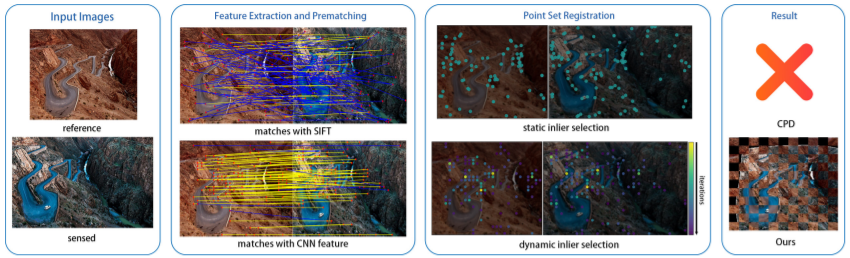 Input Images
reference
sensed
Feature Extraction and Prematching
matches with SIFT
matches with CNN feature
Point Set Registration
static inlier selection
iterations
dynamic inlier selection
Result
CPD
Ours